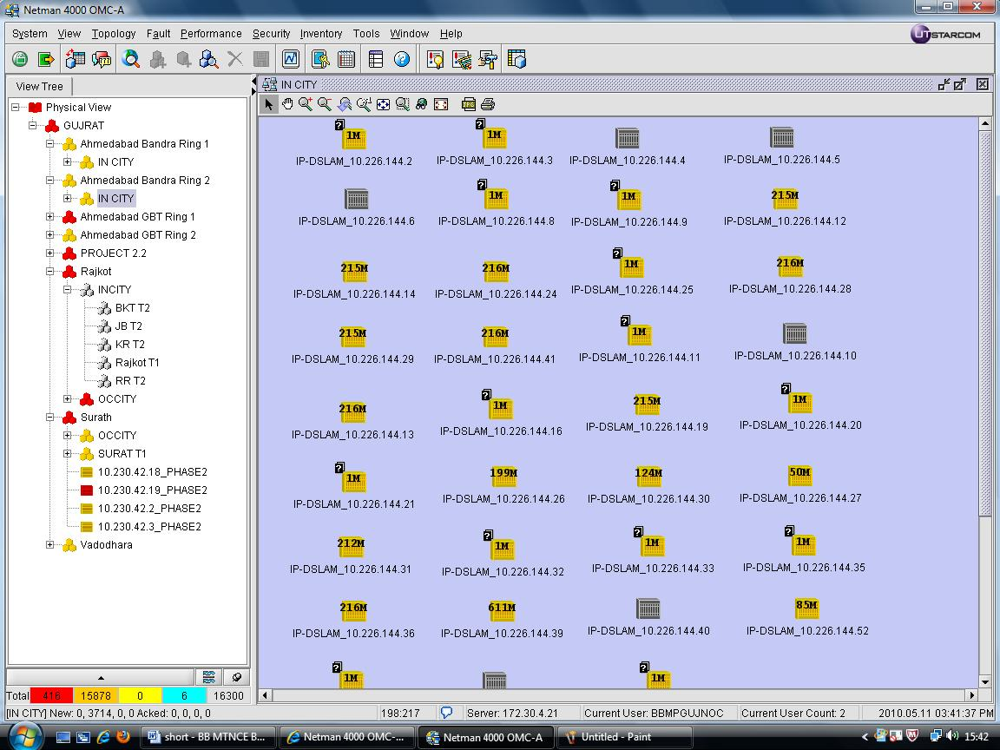 Netman 4000 OMC-A
System View Topology Fault Performance Security Inventory Tools Window Help
UTSTARCOM
View Tree
IN CITY
Physical View
GUJRAT
Ahmedabad Bandra Ring 1
IN CITY
Ahmedabad Bandra Ring 2
IN CITY
Ahmedabad GBT Ring 1
Ahmedabad GBT Ring 2
PROJECT 2.2
Rajkot
INCITY
BKT T2
JB T2
KR T2
Rajkot T1
RR T2
OCCITY
Surath
OCCITY
SURAT T1
10.230.42.18_PHASE2
10.230.42.19_PHASE2
10.230.42.2_PHASE2
10.230.42.3_PHASE2
Vadodhara
JPG
? 1M ? 1M
IP-DSLAM_10.226.144.2 IP-DSLAM_10.226.144.3 IP-DSLAM_10.226.144.4 IP-DSLAM_10.226.144.5
? 1M ? 1M 215M
IP-DSLAM_10.226.144.6 IP-DSLAM_10.226.144.8 IP-DSLAM_10.226.144.9 IP-DSLAM_10.226.144.12
215M 216M ? 1M 216M
IP-DSLAM_10.226.144.14 IP-DSLAM_10.226.144.24 IP-DSLAM_10.226.144.25 IP-DSLAM_10.226.144.28
215M 216M ? 1M
IP-DSLAM_10.226.144.29 IP-DSLAM_10.226.144.41 IP-DSLAM_10.226.144.11 IP-DSLAM_10.226.144.10
216M ? 1M 215M ? 1M
IP-DSLAM_10.226.144.13 IP-DSLAM_10.226.144.16 IP-DSLAM_10.226.144.19 IP-DSLAM_10.226.144.20
? 1M 199M 124M 50M
IP-DSLAM_10.226.144.21 IP-DSLAM_10.226.144.26 IP-DSLAM_10.226.144.30 IP-DSLAM_10.226.144.27
212M ? 1M ? 1M ? 1M
IP-DSLAM_10.226.144.31 IP-DSLAM_10.226.144.32 IP-DSLAM_10.226.144.33 IP-DSLAM_10.226.144.35
216M 611M 85M
IP-DSLAM_10.226.144.36 IP-DSLAM_10.226.144.39 IP-DSLAM_10.226.144.40 IP-DSLAM_10.226.144.52
? 1M ? 1M
Total 416 15878 0 6 16300
[IN CITY] New: 0, 3714, 0, 0 Acked: 0, 0, 0, 0 198:217 Server: 172.30.4.21 Current User: BBMPGUJNOC Current User Count: 2 2010.05.11 03:41:37 PM
short - BB MTNCE B... Netman 4000 OMC-... Netman 4000 OMC-A Untitled - Paint 15:42